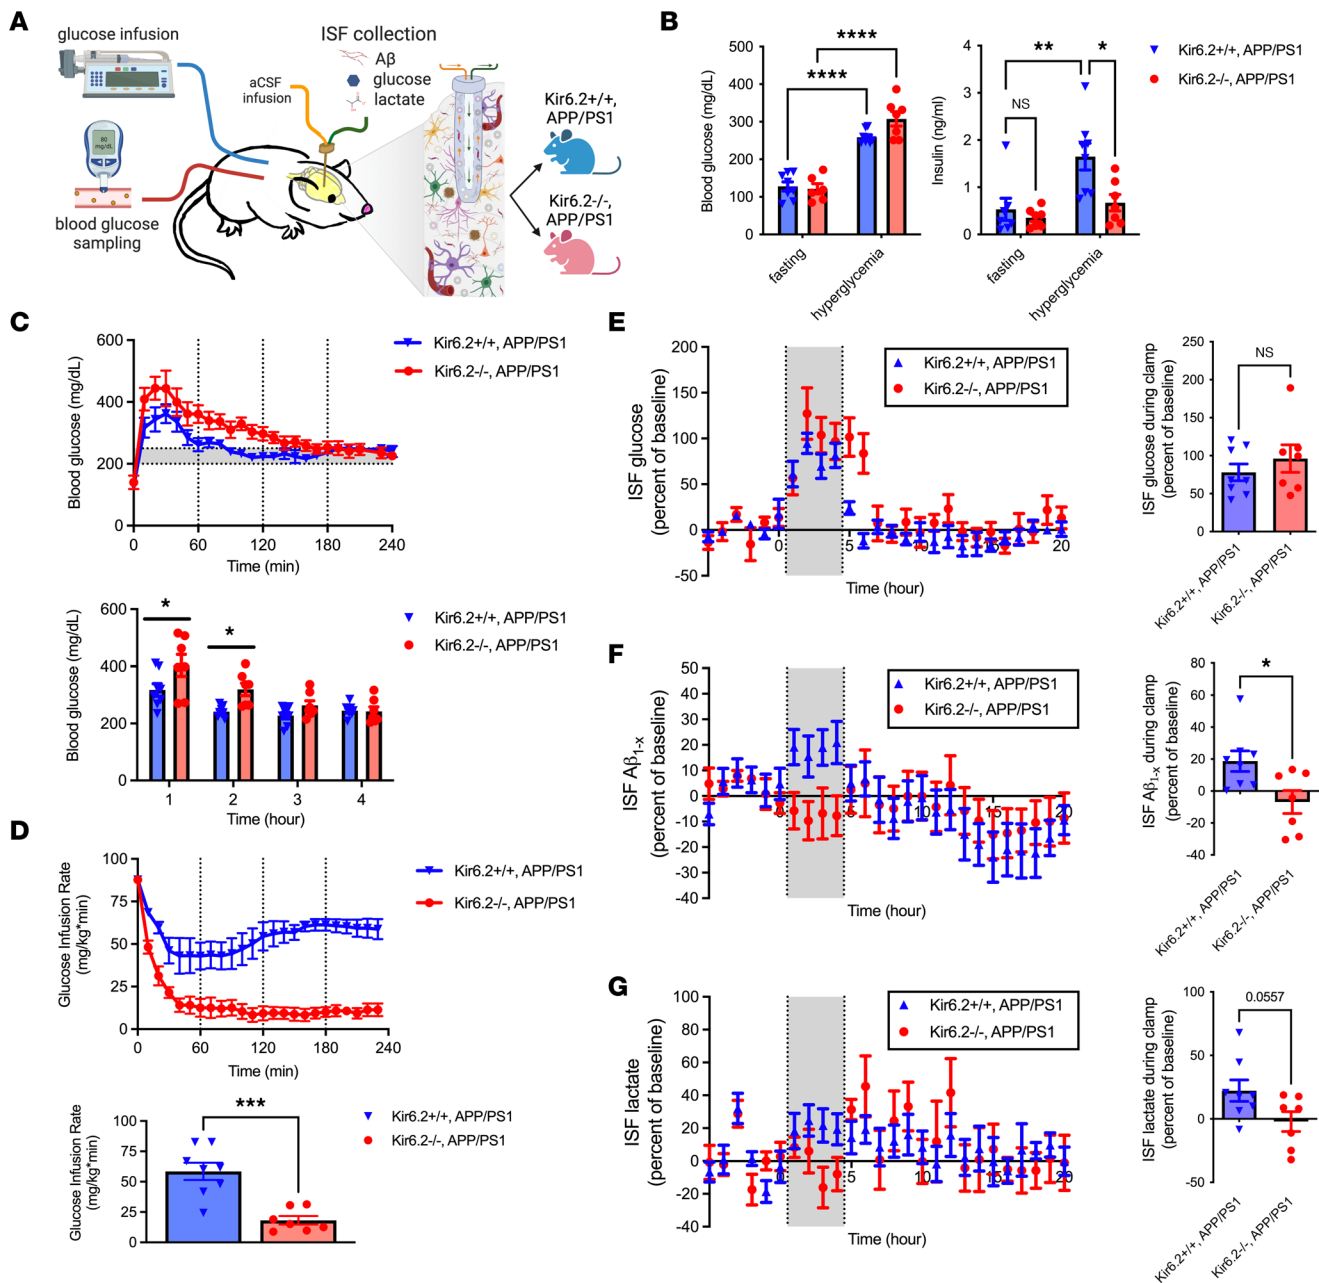 A
glucose infusion
ISF collection
Aβ
glucose
lactate
aCSF
infusion
80
mg/dL
blood glucose
sampling
Kir6.2+/+,
APP/PS1
Kir6.2-/-,
APP/PS1
B
Blood glucose (mg/dL)
500
400
300
200
100
0
****
****
fasting
hyperglycemia
Insulin (ng/ml)
4
3
2
1
0
**
*
NS
fasting
hyperglycemia
Kir6.2+/+, APP/PS1
Kir6.2-/-, APP/PS1
C
Blood glucose (mg/dL)
600
400
200
0
0 60 120 180 240
Time (min)
Kir6.2+/+, APP/PS1
Kir6.2-/-, APP/PS1
Blood glucose (mg/dL)
600
400
200
0
*
*
1 2 3 4
Time (hour)
Kir6.2+/+, APP/PS1
Kir6.2-/-, APP/PS1
D
Glucose Infusion Rate
(mg/kg*min)
100
75
50
25
0
0 60 120 180 240
Time (min)
Kir6.2+/+, APP/PS1
Kir6.2-/-, APP/PS1
Glucose Infusion Rate
(mg/kg*min)
100
75
50
25
0
***
Kir6.2+/+, APP/PS1
Kir6.2-/-, APP/PS1
E
ISF glucose
(percent of baseline)
200
150
100
50
0
-50
0 5 10 15 20
Time (hour)
Kir6.2+/+, APP/PS1
Kir6.2-/-, APP/PS1
ISF glucose during clamp
(percent of baseline)
250
200
150
100
50
0
NS
Kir6.2+/+, APP/PS1
Kir6.2-/-, APP/PS1
F
ISF Aβ1-x
(percent of baseline)
50
40
30
20
10
0
-10
-20
-30
-40
0 5 10 15 20
Time (hour)
Kir6.2+/+, APP/PS1
Kir6.2-/-, APP/PS1
ISF Aβ1-x during clamp
(percent of baseline)
80
60
40
20
0
-20
-40
*
Kir6.2+/+, APP/PS1
Kir6.2-/-, APP/PS1
G
ISF lactate
(percent of baseline)
100
80
60
40
20
0
-20
-40
0 5 10 15 20
Time (hour)
Kir6.2+/+, APP/PS1
Kir6.2-/-, APP/PS1
ISF lactate during clamp
(percent of baseline)
100
50
0
-50
0.0557
Kir6.2+/+, APP/PS1
Kir6.2-/-, APP/PS1